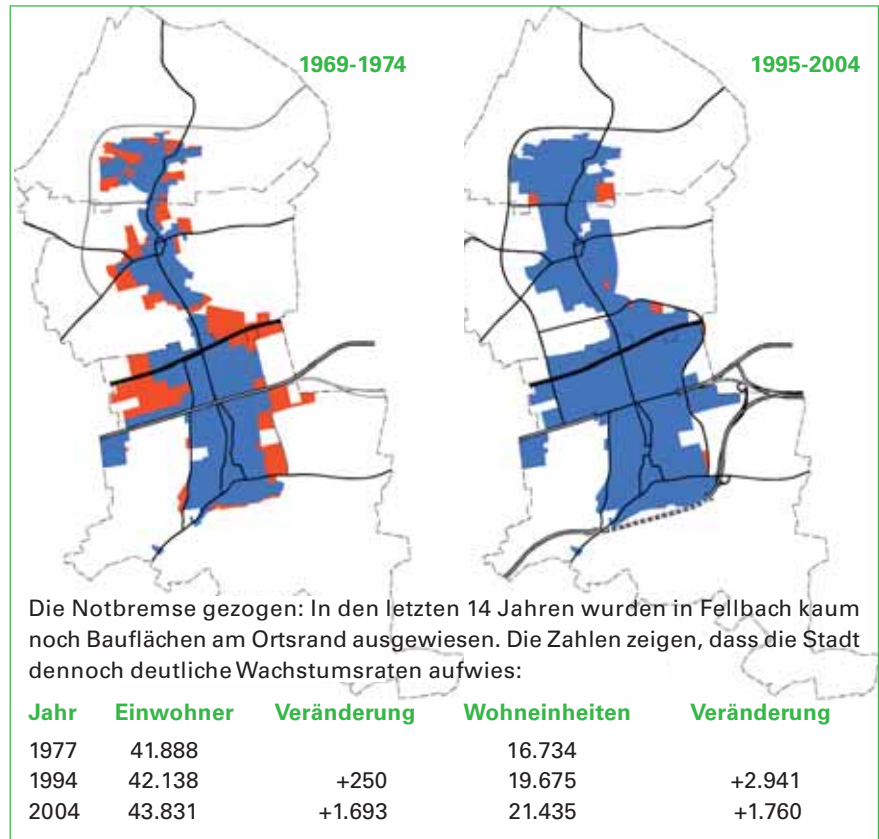 1969-1974
1995-2004
Die Notbremse gezogen: In den letzten 14 Jahren wurden in Fellbach kaum
noch Bauflächen am Ortsrand ausgewiesen. Die Zahlen zeigen, dass die Stadt
dennoch deutliche Wachstumsraten aufwies:
Jahr Einwohner Veränderung Wohneinheiten Veränderung
1977 41.888 16.734
1994 42.138 +250 19.675 +2.941
2004 43.831 +1.693 21.435 +1.760